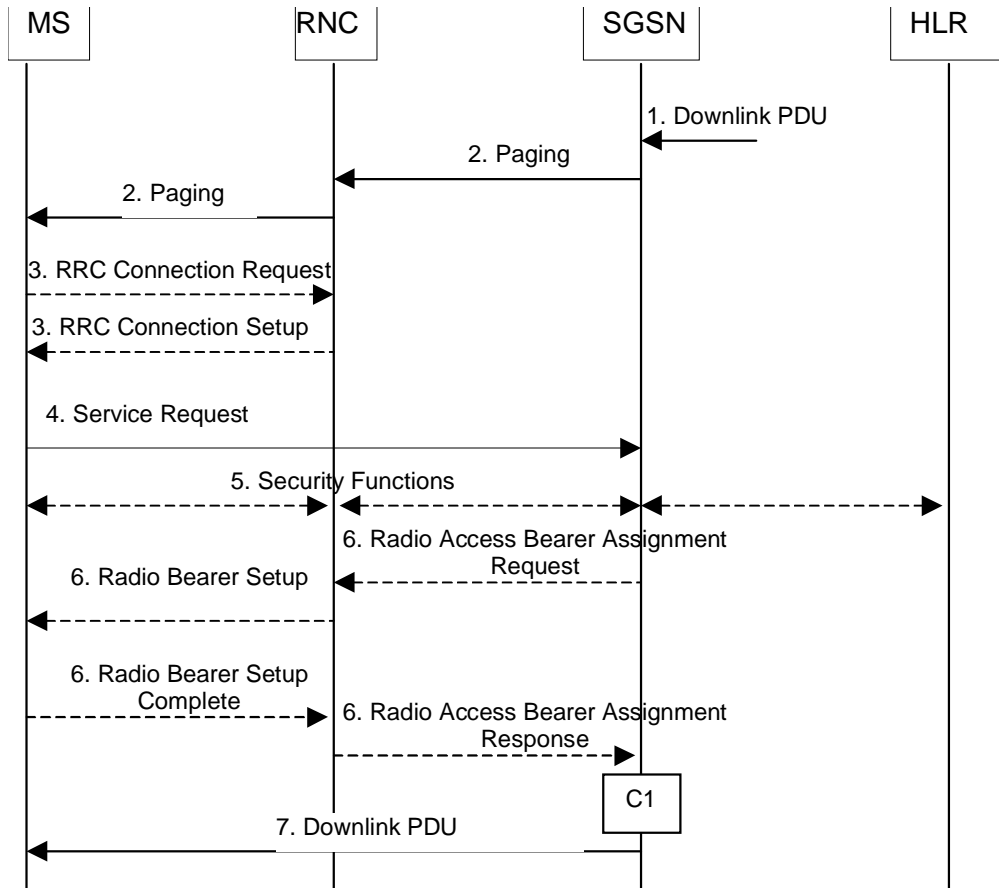 MS
RNC
SGSN
HLR
1. Downlink PDU
2. Paging
2. Paging
3. RRC Connection Request
3. RRC Connection Setup
4. Service Request
5. Security Functions
6. Radio Access Bearer Assignment
Request
6. Radio Bearer Setup
6. Radio Bearer Setup
Complete
6. Radio Access Bearer Assignment
Response
C1
7. Downlink PDU